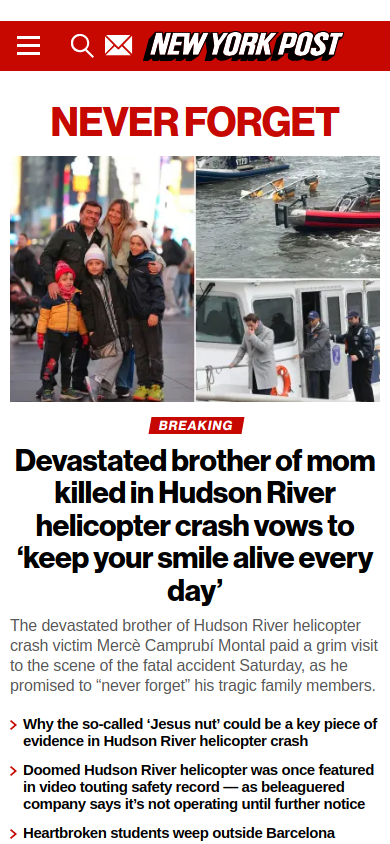 NEW YORK POST
NEVER FORGET
BREAKING
Devastated brother of mom
killed in Hudson River
helicopter crash vows to
‘keep your smile alive every
day’
The devastated brother of Hudson River helicopter
crash victim Mercè Camprubí Montal paid a grim visit
to the scene of the fatal accident Saturday, as he
promised to “never forget” his tragic family members.
Why the so-called ‘Jesus nut’ could be a key piece of
evidence in Hudson River helicopter crash
Doomed Hudson River helicopter was once featured
in video touting safety record — as beleaguered
company says it’s not operating until further notice
Heartbroken students weep outside Barcelona